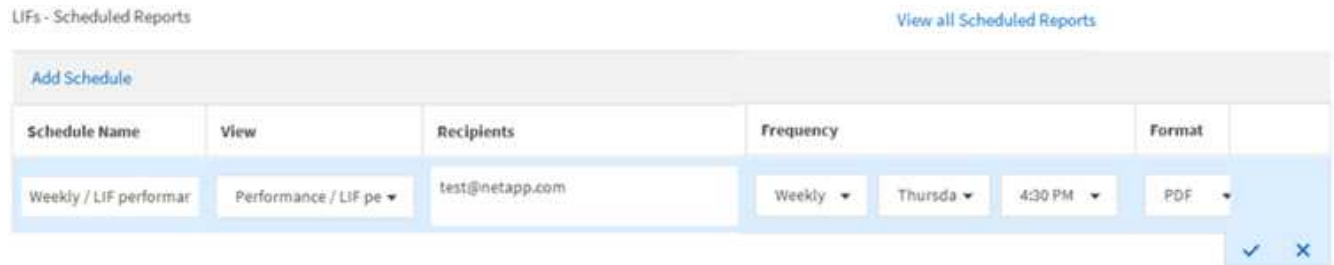 LIFs - Scheduled Reports View all Scheduled Reports
Add Schedule
Schedule Name View Recipients Frequency Format
Weekly / LIF performar Performance / LIF pe test@netapp.com Weekly Thursda 4:30 PM PDF